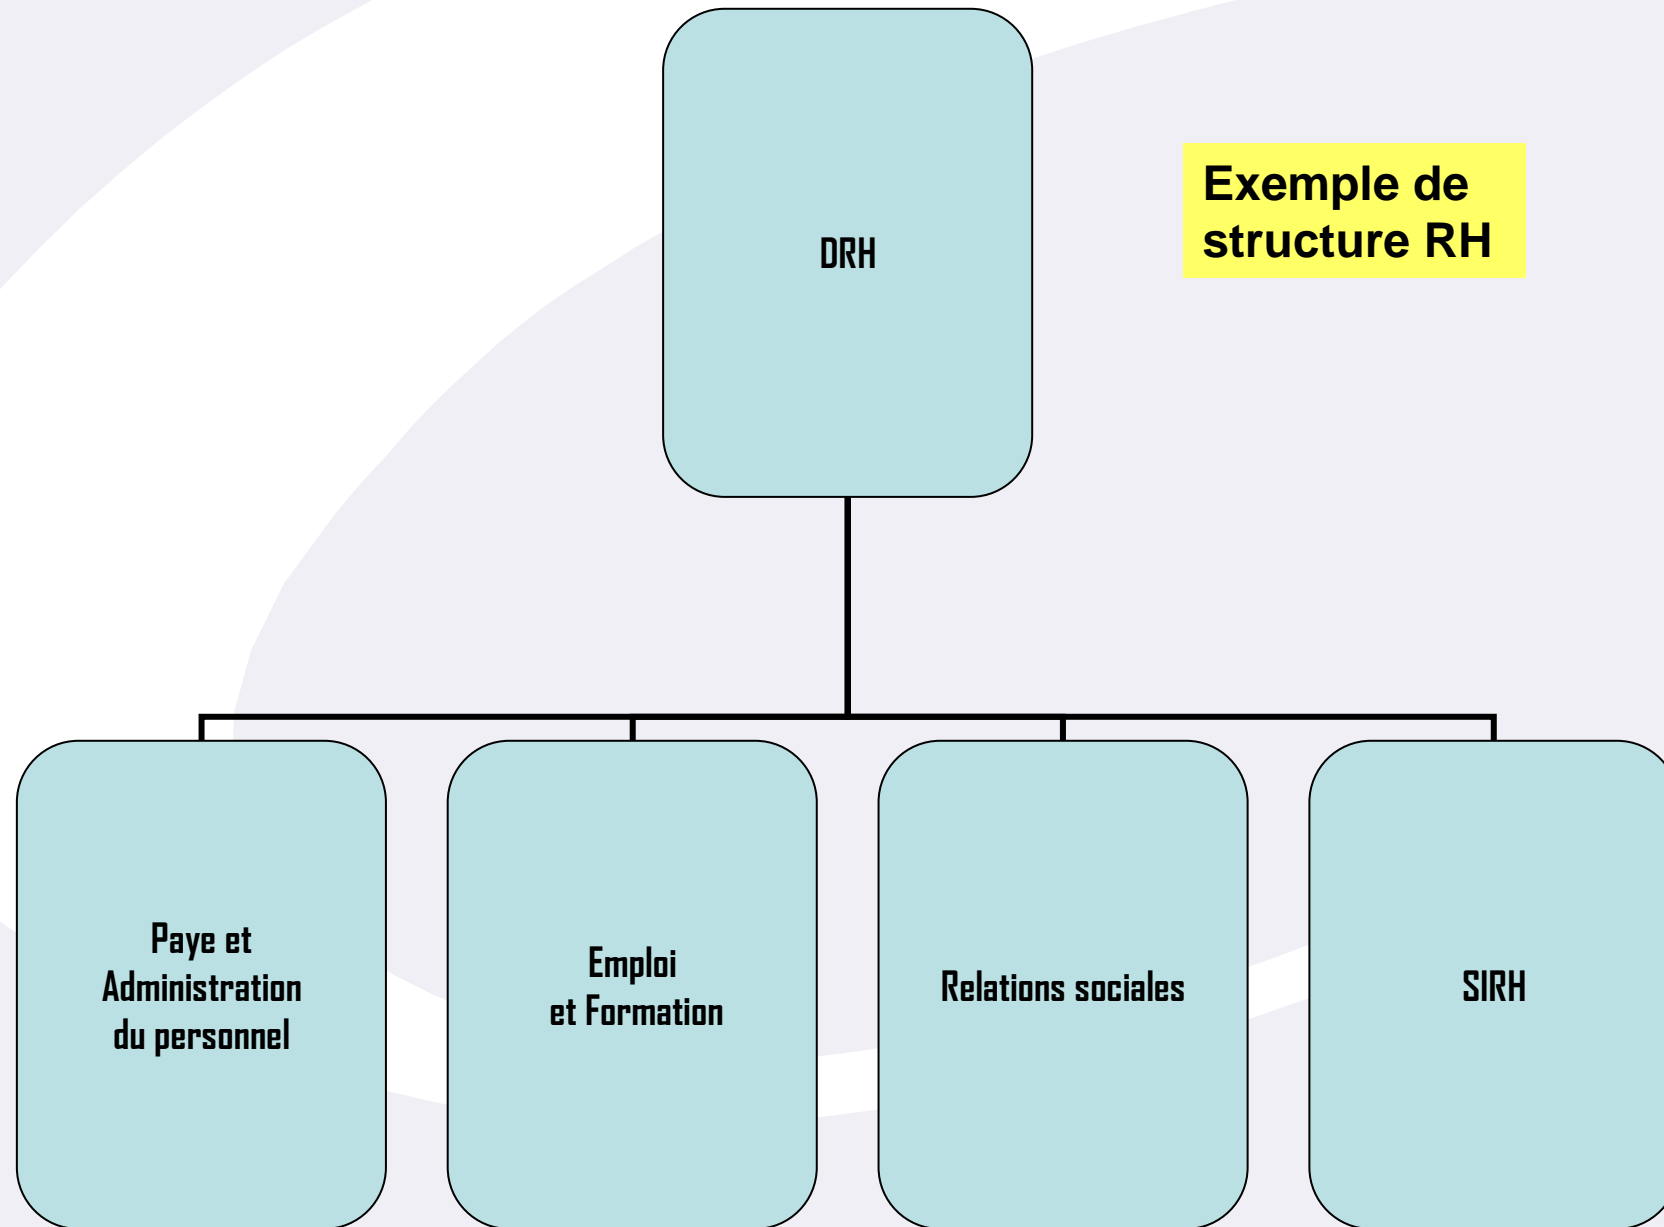 DRH
Exemple de
structure RH
Paye et
Administration
du personnel
Emploi
et Formation
Relations sociales
SIRH